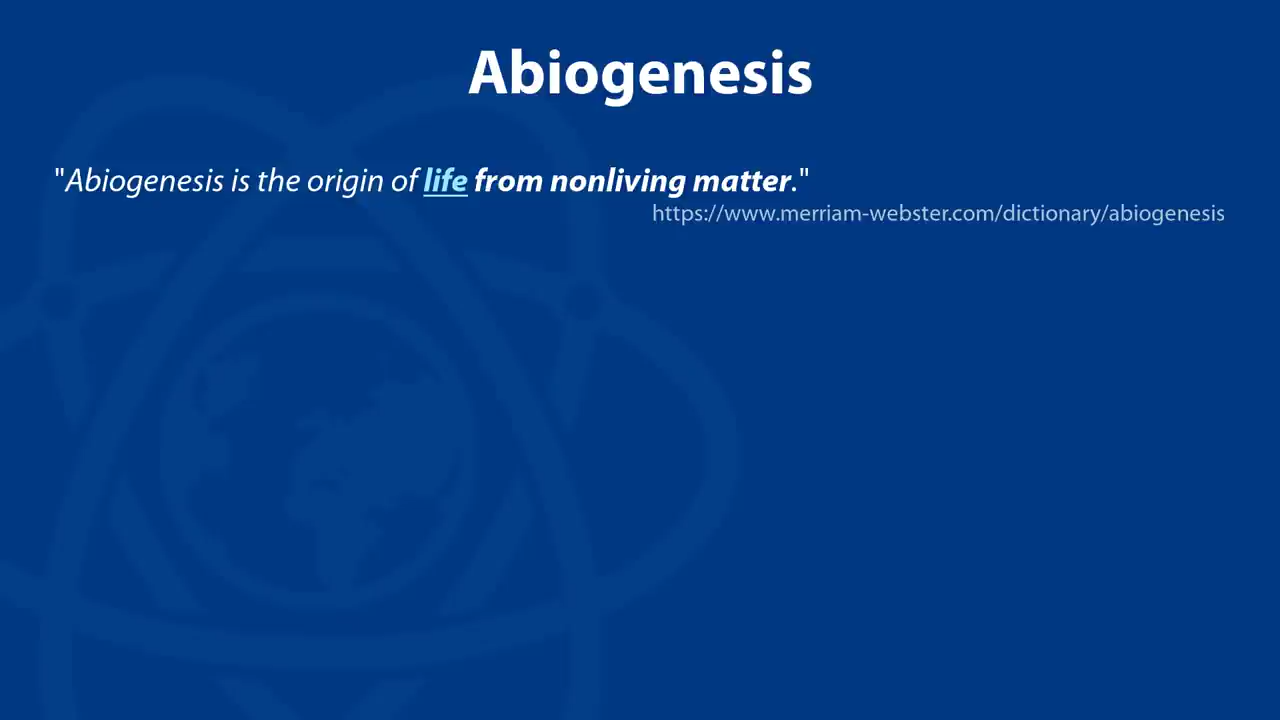 Abiogenesis
"Abiogenesis is the origin of life from nonliving matter."
https://www.merriam-webster.com/dictionary/abiogenesis